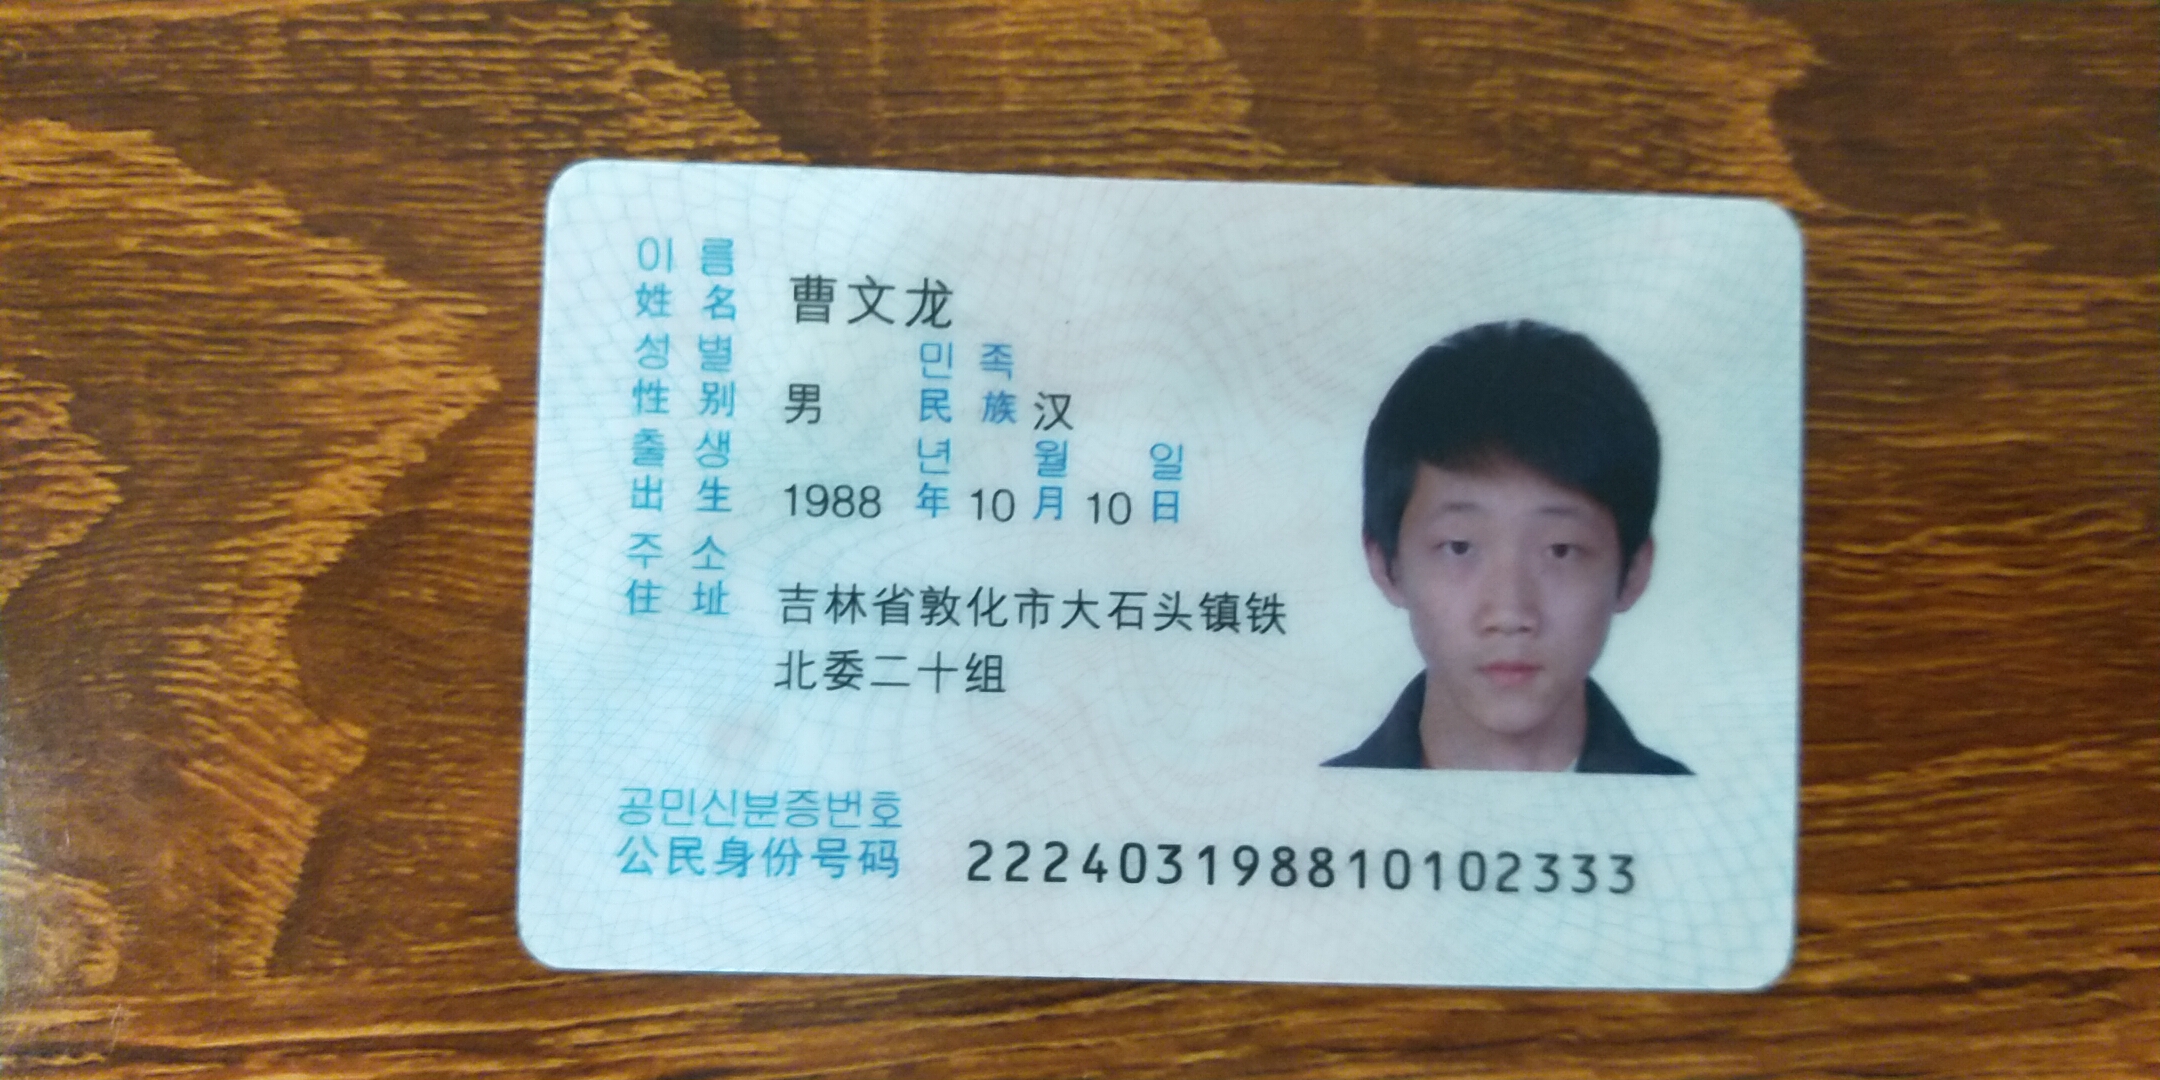 이 름
姓 名 曹文龙
성 별 민 족
性 别 男 民 族 汉
출 생 년 월 일
出 生 1988 年 10 月 10 日
주 소
住 址 吉林省敦化市大石头镇铁
北委二十组
공민신분증번호
公民身份号码 222403198810102333